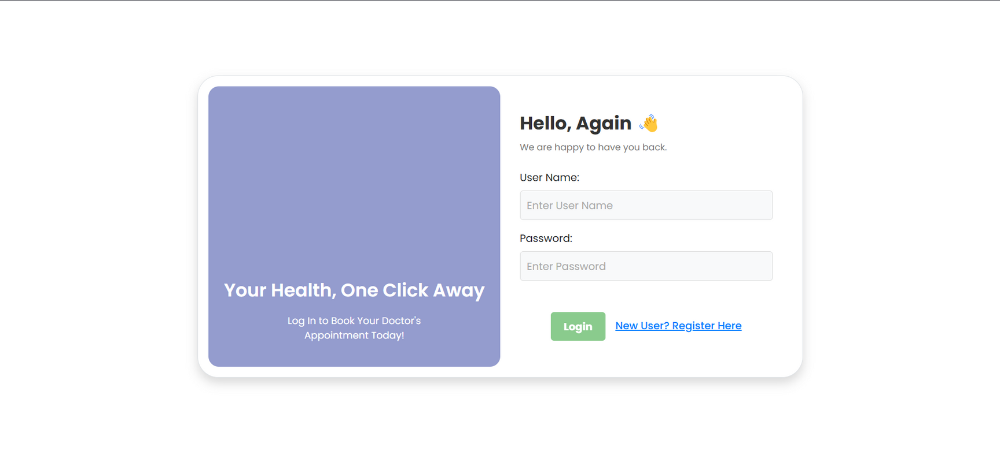 Your Health, One Click Away
Log In to Book Your Doctor's
Appointment Today!
Hello, Again 👋
We are happy to have you back.
User Name:
Enter User Name
Password:
Enter Password
Login
New User? Register Here